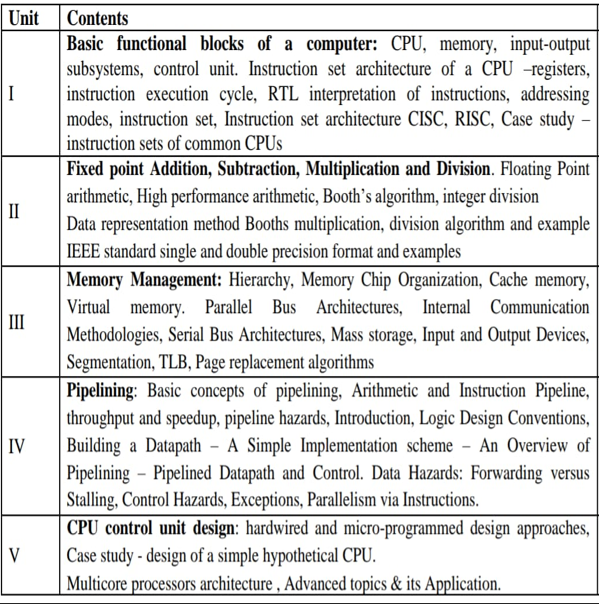 Unit Contents
I
Basic functional blocks of a computer: CPU, memory, input-output
subsystems, control unit. Instruction set architecture of a CPU –registers,
instruction execution cycle, RTL interpretation of instructions, addressing
modes, instruction set, Instruction set architecture CISC, RISC, Case study –
instruction sets of common CPUs
II
Fixed point Addition, Subtraction, Multiplication and Division. Floating Point
arithmetic, High performance arithmetic, Booth’s algorithm, integer division
Data representation method Booths multiplication, division algorithm and example
IEEE standard single and double precision format and examples
III
Memory Management: Hierarchy, Memory Chip Organization, Cache memory,
Virtual memory. Parallel Bus Architectures, Internal Communication
Methodologies, Serial Bus Architectures, Mass storage, Input and Output Devices,
Segmentation, TLB, Page replacement algorithms
IV
Pipelining: Basic concepts of pipelining, Arithmetic and Instruction Pipeline,
throughput and speedup, pipeline hazards, Introduction, Logic Design Conventions,
Building a Datapath – A Simple Implementation scheme – An Overview of
Pipelining – Pipelined Datapath and Control. Data Hazards: Forwarding versus
Stalling, Control Hazards, Exceptions, Parallelism via Instructions.
V
CPU control unit design: hardwired and micro-programmed design approaches,
Case study - design of a simple hypothetical CPU.
Multicore processors architecture , Advanced topics & its Application.